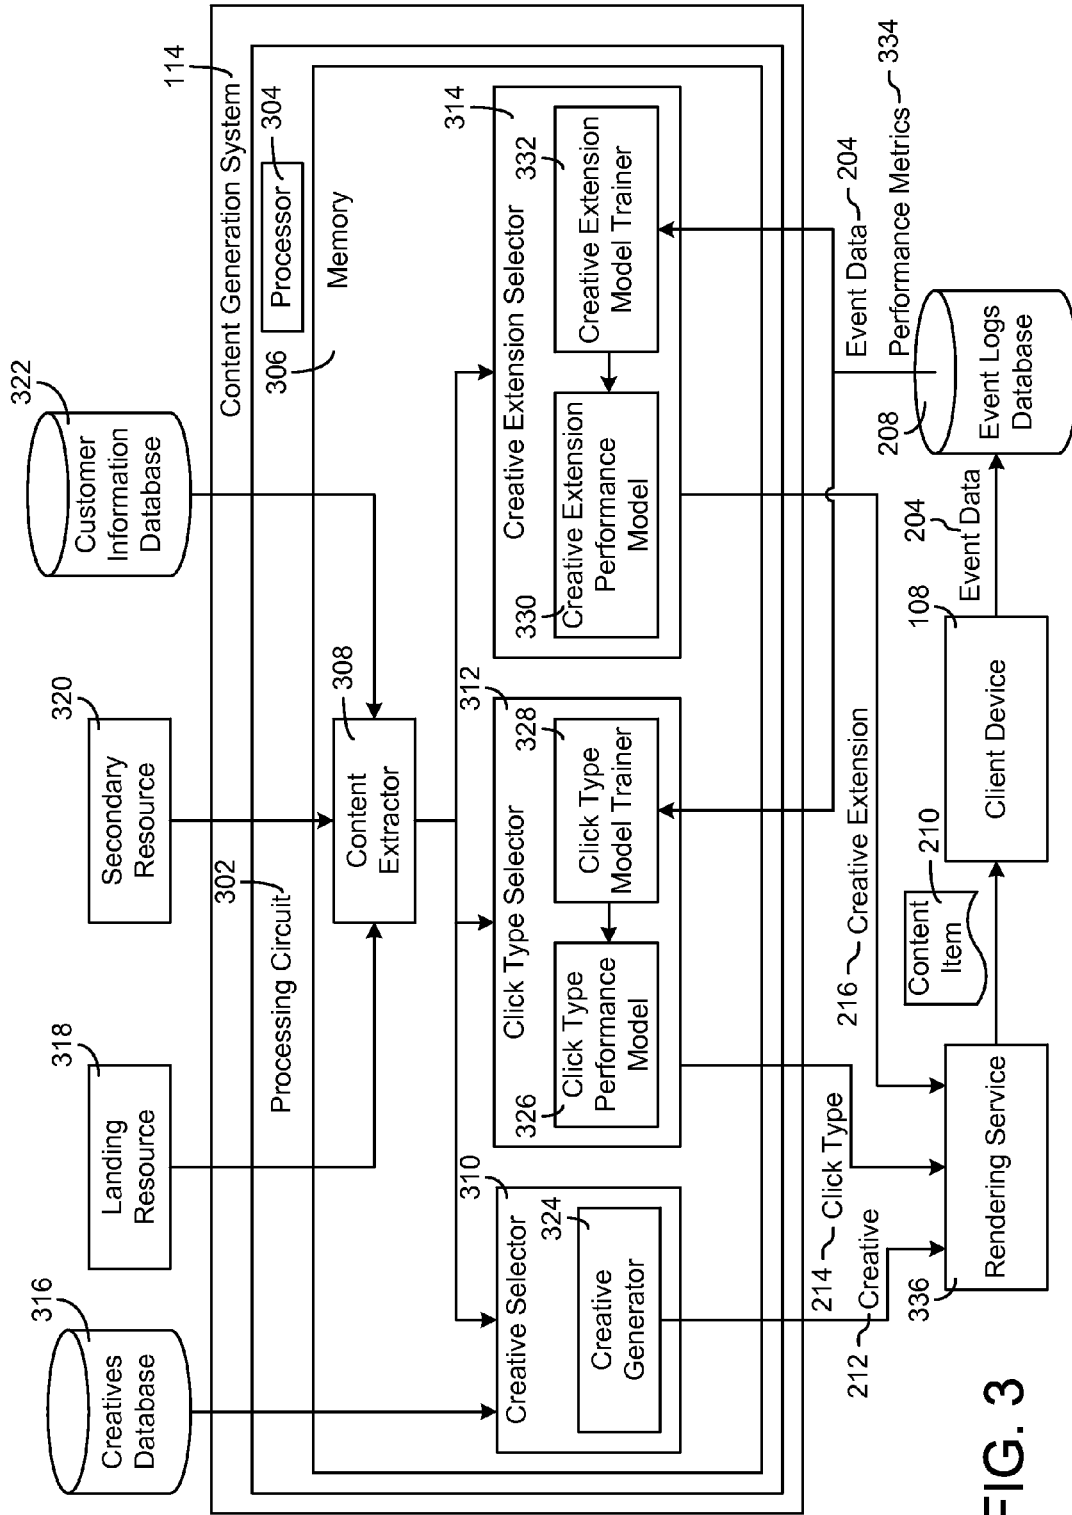 316
Creatives
Database
318
Landing
Resource
320
Secondary
Resource
322
Customer
Information
Database
Content Generation System
114
302
Processing Circuit
Processor
304
306
Memory
Content
Extractor
308
Creative Selector
310
Creative
Generator
324
Click Type Selector
312
326
Click Type
Performance
Model
328
Click Type
Model Trainer
Creative Extension Selector
314
330
Creative Extension
Performance
Model
332
Creative Extension
Model Trainer
212
Creative
214
Click Type
216
Creative Extension
Event Data
204
Performance Metrics
334
336
Rendering Service
Content
Item
210
Client Device
108
204
Event Data
208
Event Logs
Database
FIG. 3